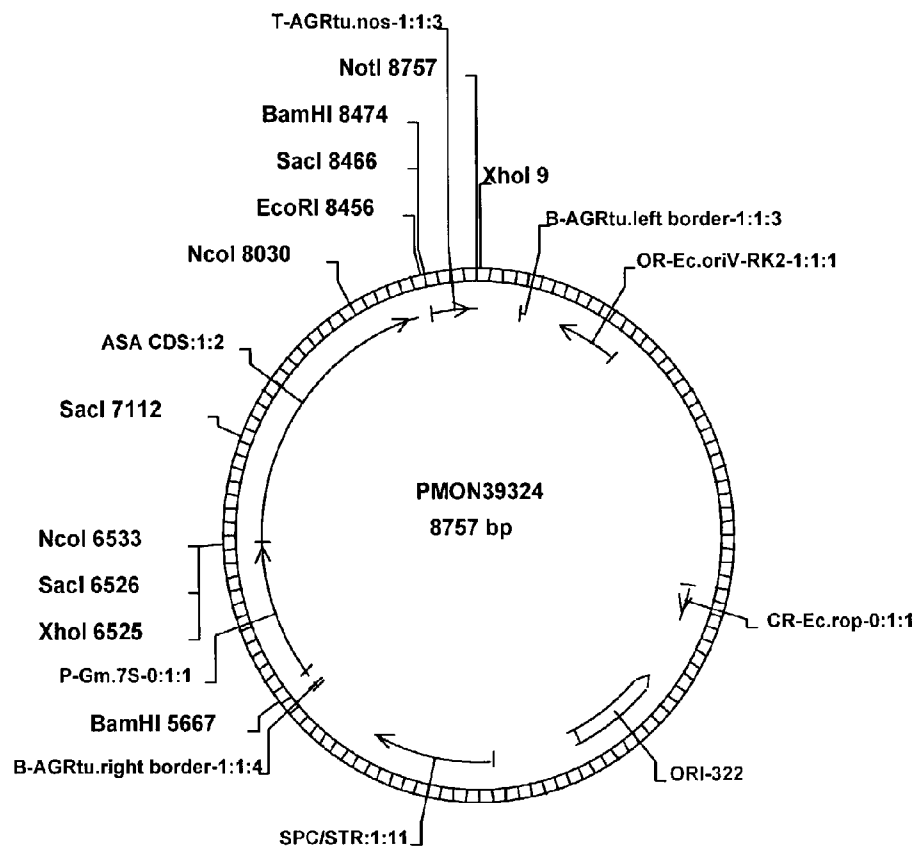 T-AGRtu.nos-1:1:3
NotI 8757
BamHI 8474
SacI 8466
XhoI 9
EcoRI 8456
B-AGRtu.left border-1:1:3
NcoI 8030
OR-Ec.oriV-RK2-1:1:1
ASA CDS:1:2
SacI 7112
PMON39324
8757 bp
NcoI 6533
SacI 6526
XhoI 6525
CR-Ec.rop-0:1:1
P-Gm.7S-0:1:1
BamHI 5667
B-AGRtu.right border-1:1:4
ORI-322
SPC/STR:1:11